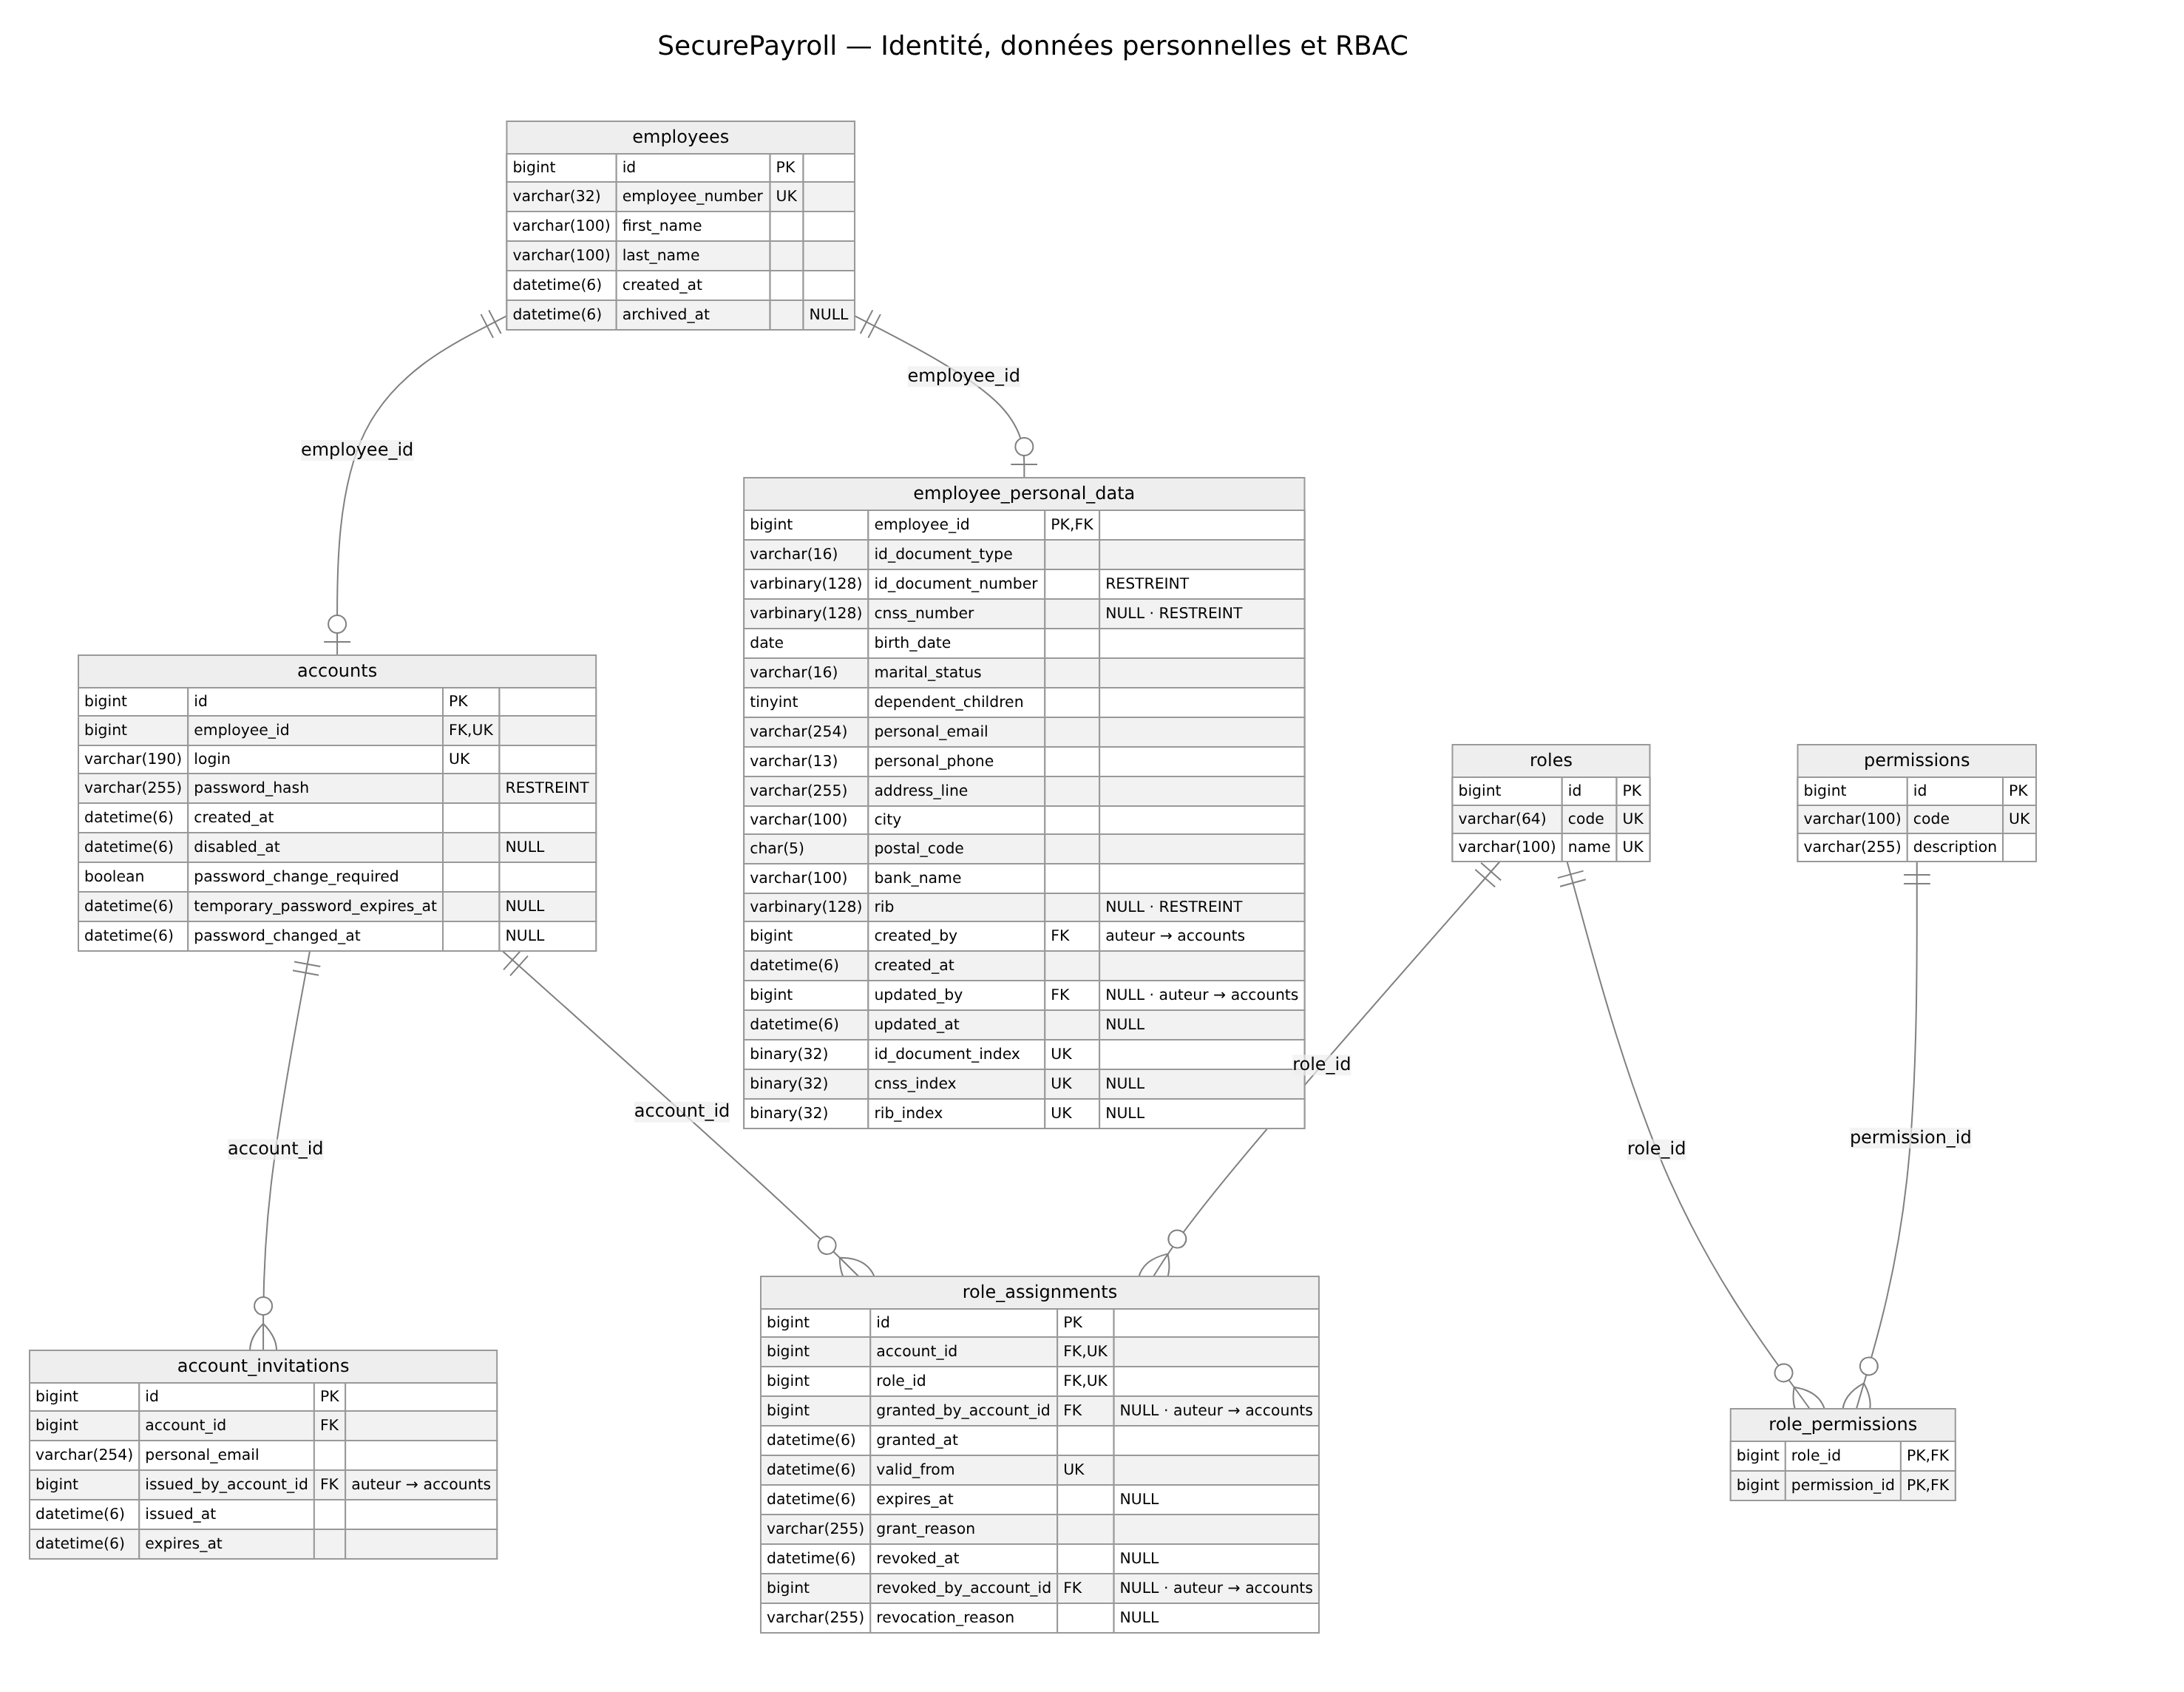 SecurePayroll — Identité, données personnelles et RBAC
employees
bigint id PK
varchar(32) employee_number UK
varchar(100) first_name
varchar(100) last_name
datetime(6) created_at
datetime(6) archived_at NULL
employee_id
employee_id
employee_personal_data
bigint employee_id PK,FK
varchar(16) id_document_type
varbinary(128) id_document_number RESTREINT
varbinary(128) cnss_number NULL · RESTREINT
date birth_date
varchar(16) marital_status
tinyint dependent_children
varchar(254) personal_email
varchar(13) personal_phone
varchar(255) address_line
varchar(100) city
char(5) postal_code
varchar(100) bank_name
varbinary(128) rib NULL · RESTREINT
bigint created_by FK auteur → accounts
datetime(6) created_at
bigint updated_by FK NULL · auteur → accounts
datetime(6) updated_at NULL
binary(32) id_document_index UK
binary(32) cnss_index UK NULL
binary(32) rib_index UK NULL
accounts
bigint id PK
bigint employee_id FK,UK
varchar(190) login UK
varchar(255) password_hash RESTREINT
datetime(6) created_at
datetime(6) disabled_at NULL
boolean password_change_required
datetime(6) temporary_password_expires_at NULL
datetime(6) password_changed_at NULL
roles
bigint id PK
varchar(64) code UK
varchar(100) name UK
permissions
bigint id PK
varchar(100) code UK
varchar(255) description
role_id
account_id
account_id
role_id
permission_id
role_assignments
bigint id PK
bigint account_id FK,UK
bigint role_id FK,UK
bigint granted_by_account_id FK NULL · auteur → accounts
datetime(6) granted_at
datetime(6) valid_from UK
datetime(6) expires_at NULL
varchar(255) grant_reason
datetime(6) revoked_at NULL
bigint revoked_by_account_id FK NULL · auteur → accounts
varchar(255) revocation_reason NULL
account_invitations
bigint id PK
bigint account_id FK
varchar(254) personal_email
bigint issued_by_account_id FK auteur → accounts
datetime(6) issued_at
datetime(6) expires_at
role_permissions
bigint role_id PK,FK
bigint permission_id PK,FK